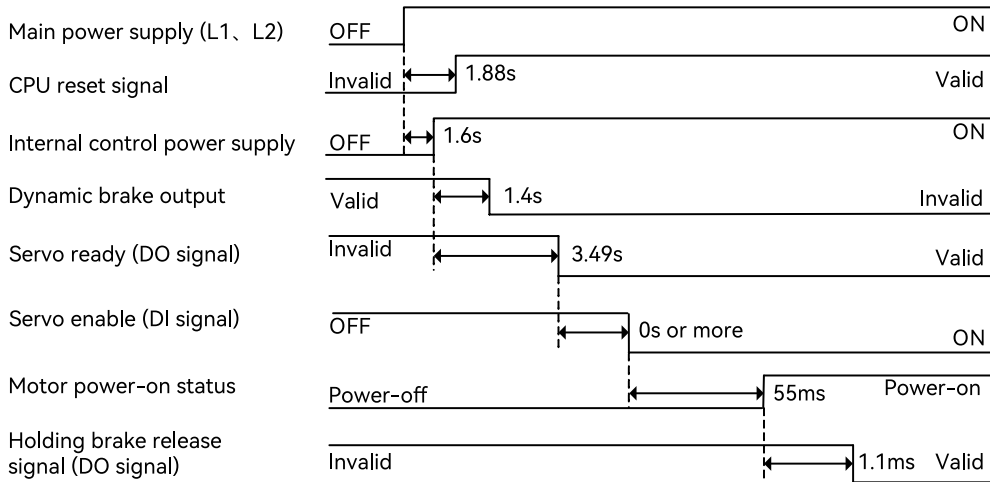 Main power supply (L1、L2) OFF ON
CPU reset signal Invalid 1.88s Valid
Internal control power supply OFF 1.6s ON
Dynamic brake output Valid 1.4s Invalid
Servo ready (DO signal) Invalid 3.49s Valid
Servo enable (DI signal) OFF 0s or more ON
Motor power-on status Power-off 55ms Power-on
Holding brake release
signal (DO signal) Invalid 1.1ms Valid